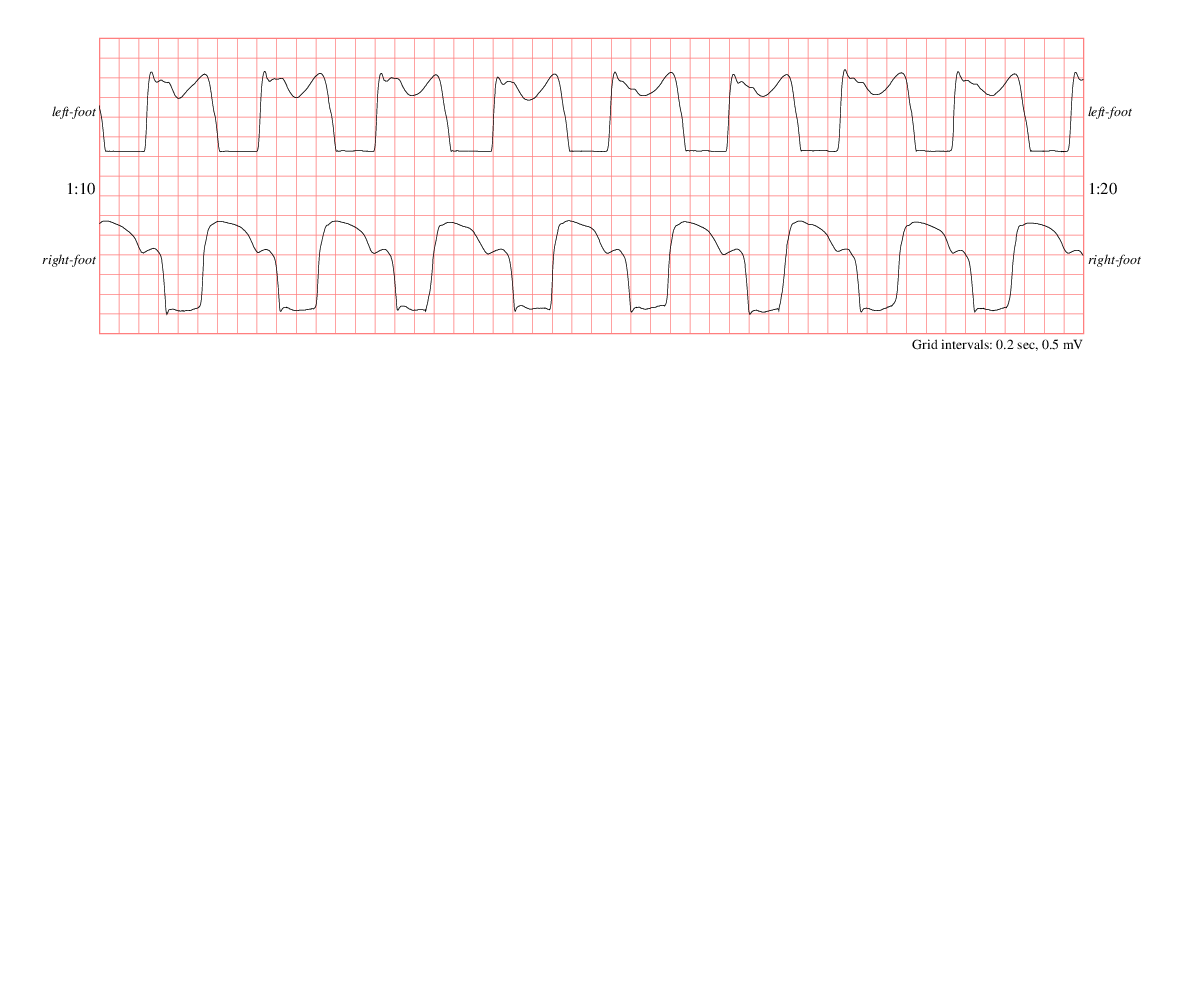 left-foot left-foot
1:10 1:20
right-foot right-foot
Grid intervals: 0.2 sec, 0.5 mV